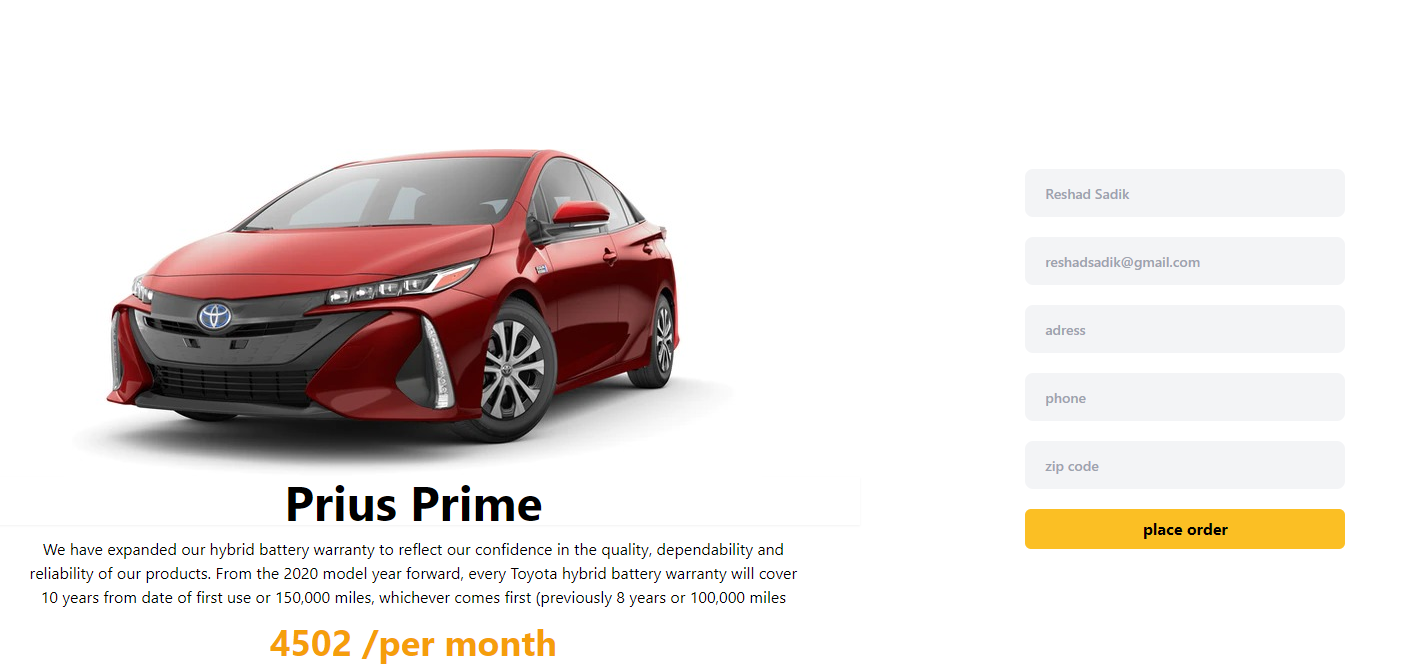 Prius Prime
We have expanded our hybrid battery warranty to reflect our confidence in the quality, dependability and
reliability of our products. From the 2020 model year forward, every Toyota hybrid battery warranty will cover
10 years from date of first use or 150,000 miles, whichever comes first (previously 8 years or 100,000 miles
4502 /per month
Reshad Sadik
reshadsadik@gmail.com
adress
phone
zip code
place order